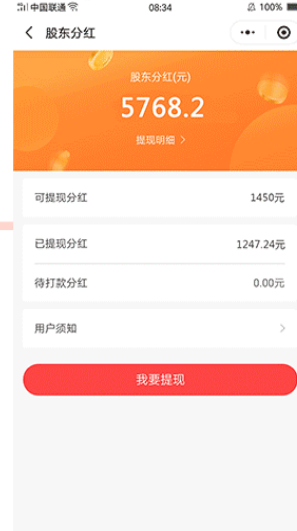 中国联通
08:34
100%
股东分红
股东分红(元)
5768.2
提现明细 >
可提现分红 1450元
已提现分红 1247.24元
待打款分红 0.00元
用户须知 >
我要提现